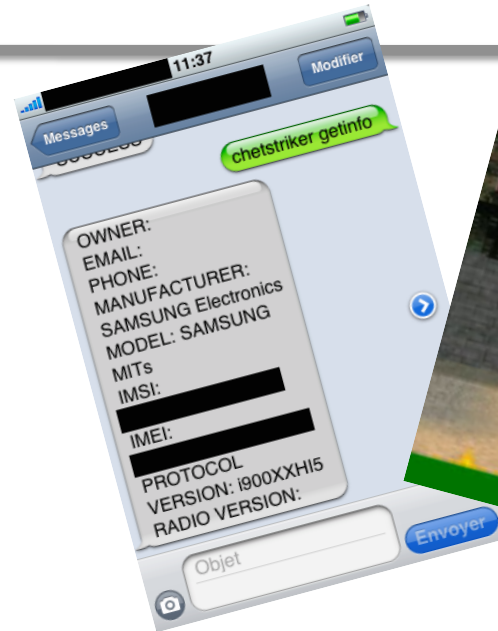 11:37
Messages
Modifier
SUCCESS
chetstriker getinfo
OWNER:
EMAIL:
PHONE:
MANUFACTURER:
SAMSUNG Electronics
MODEL: SAMSUNG
MITs
IMSI:
IMEI:
PROTOCOL
VERSION: i900XXHI5
RADIO VERSION:
Objet
Envoyer